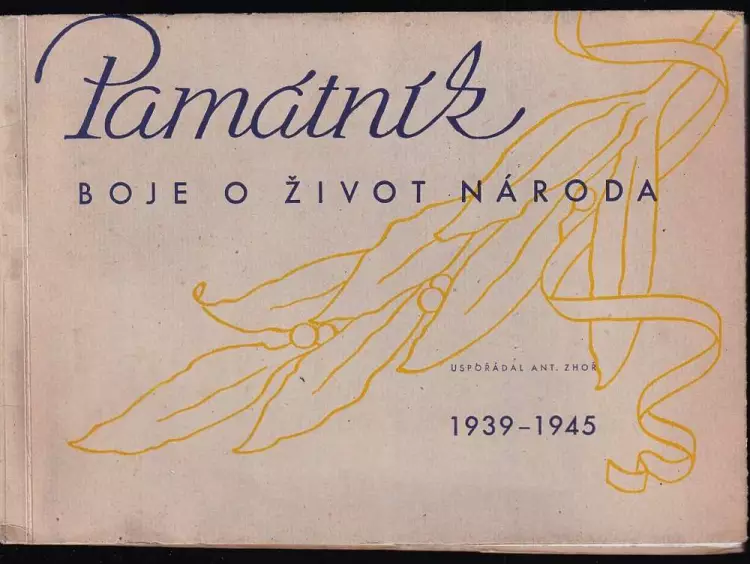 Památník
BOJE O ŽIVOT NÁRODA
USPOŘÁDAL ANT. ZHOŘ
1939–1945